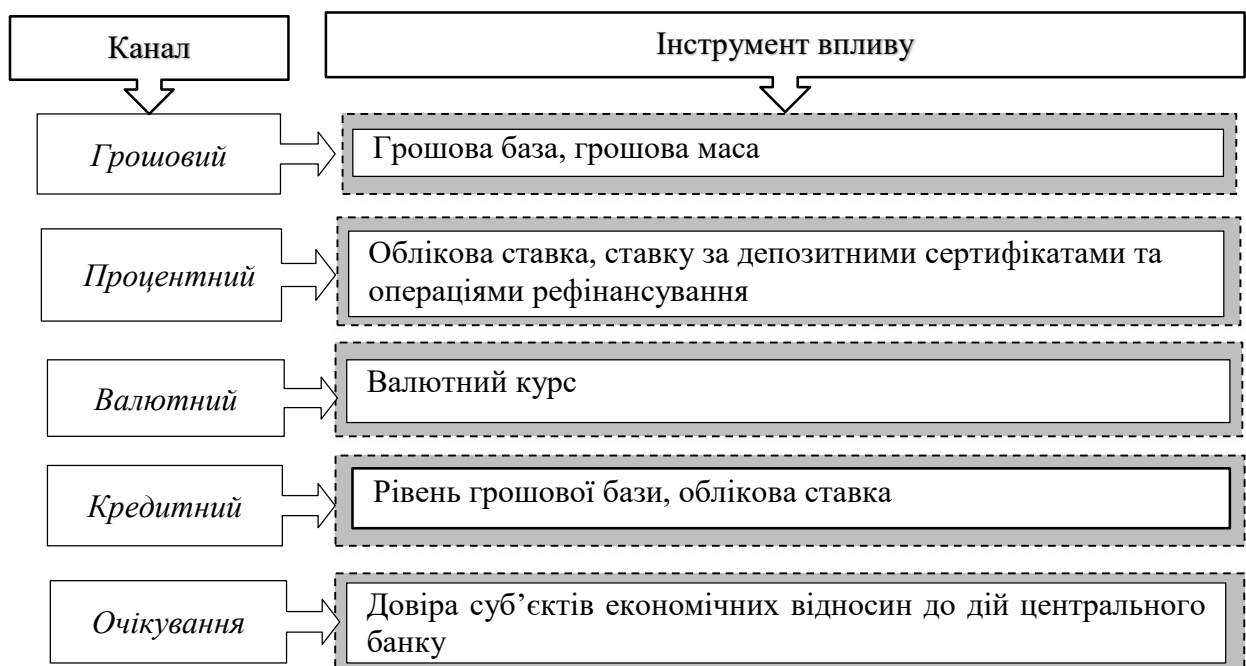 Канал
Інструмент впливу
Грошовий
Грошова база, грошова маса
Процентний
Облікова ставка, ставку за депозитними сертифікатами та
операціями рефінансування
Валютний
Валютний курс
Кредитний
Рівень грошової бази, облікова ставка
Очікування
Довіра суб’єктів економічних відносин до дій центрального
банку